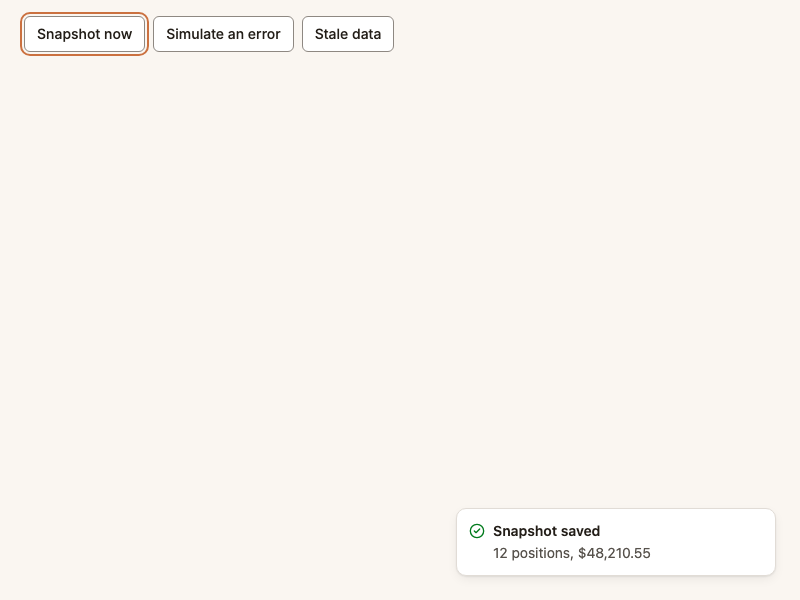 Snapshot now
Simulate an error
Stale data
Snapshot saved
12 positions, $48,210.55